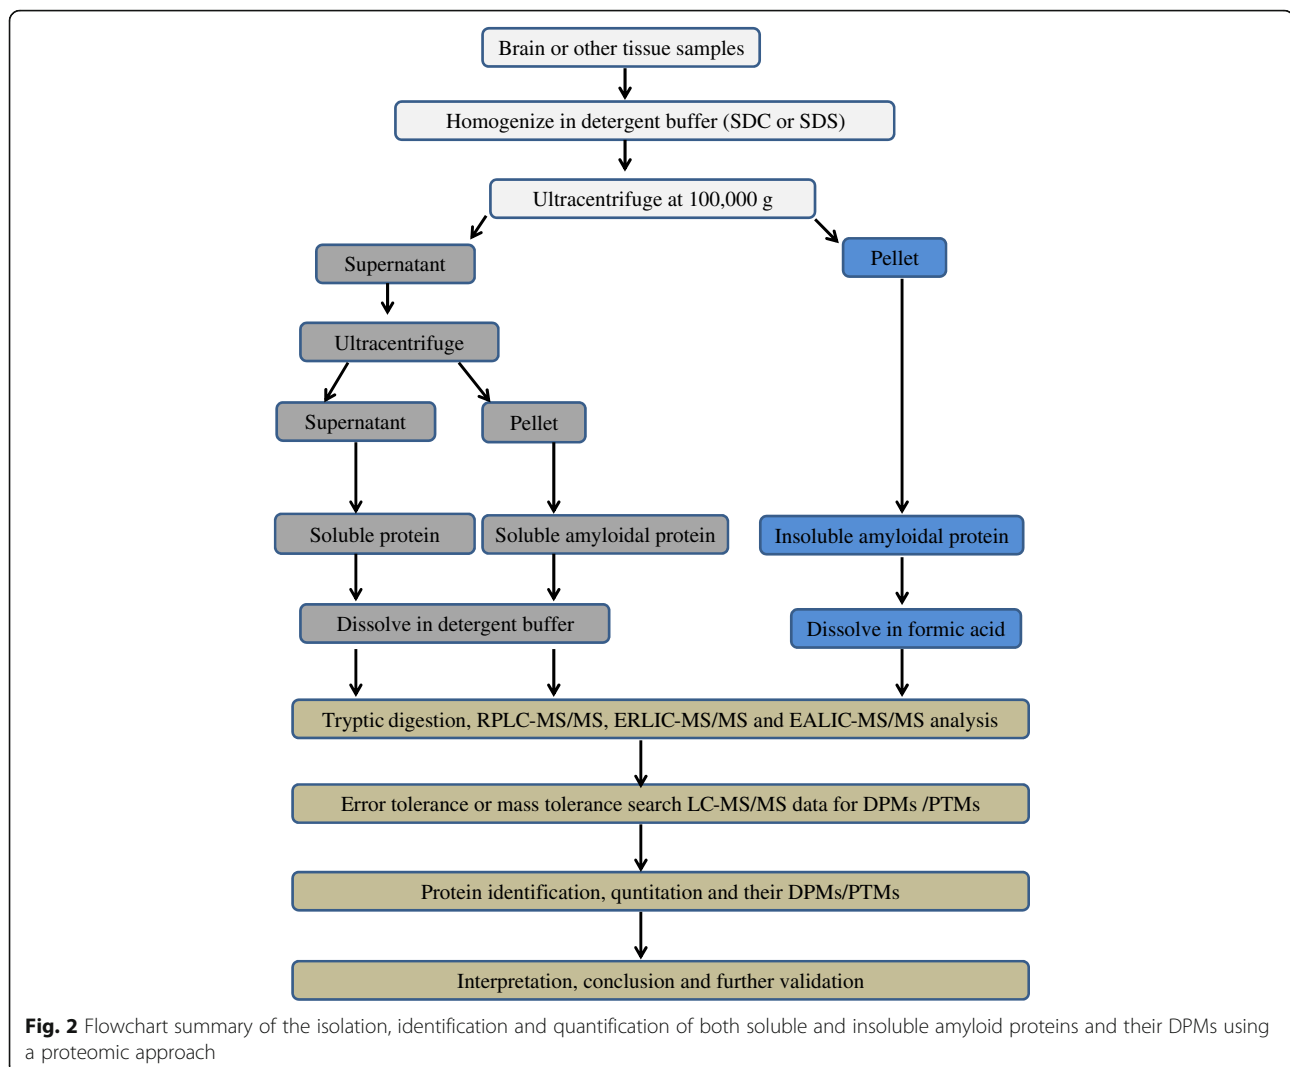 Brain or other tissue samples
Homogenize in detergent buffer (SDC or SDS)
Ultracentrifuge at 100,000 g
Supernatant
Pellet
Ultracentrifuge
Supernatant
Pellet
Soluble protein
Soluble amyloidal protein
Insoluble amyloidal protein
Dissolve in detergent buffer
Dissolve in formic acid
Tryptic digestion, RPLC-MS/MS, ERLIC-MS/MS and EALIC-MS/MS analysis
Error tolerance or mass tolerance search LC-MS/MS data for DPMs /PTMs
Protein identification, quntitation and their DPMs/PTMs
Interpretation, conclusion and further validation
Fig. 2 Flowchart summary of the isolation, identification and quantification of both soluble and insoluble amyloid proteins and their DPMs using
a proteomic approach